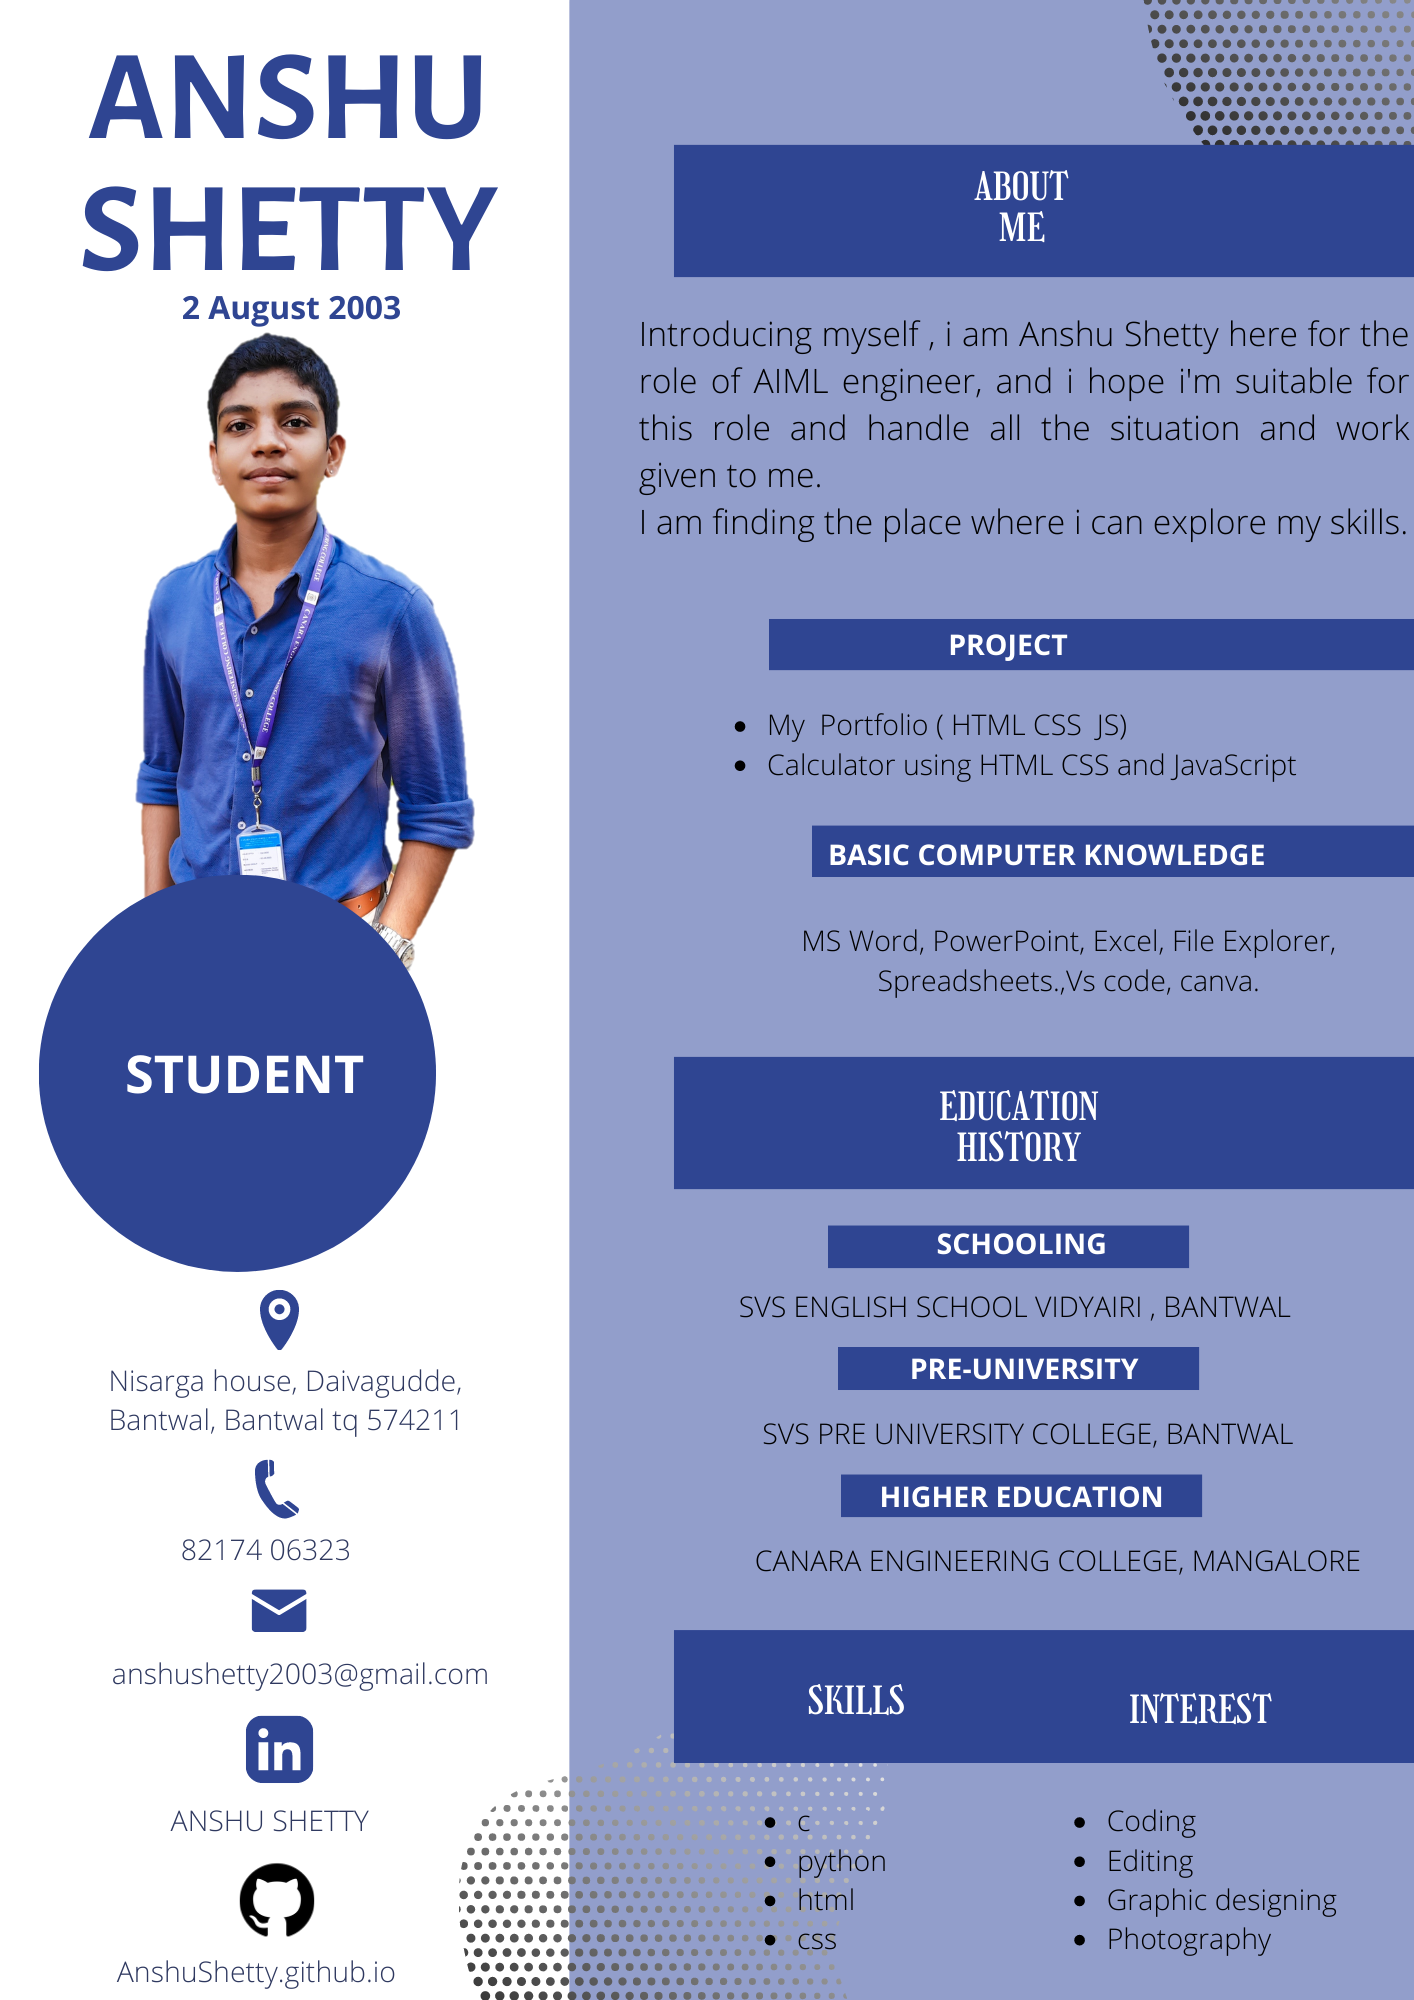 ANSHU
SHETTY
2 August 2003
STUDENT
Nisarga house, Daivagudde,
Bantwal, Bantwal tq 574211
82174 06323
anshushetty2003@gmail.com
in
ANSHU SHETTY
AnshuShetty.github.io
ABOUT
ME
Introducing myself , i am Anshu Shetty here for the
role of AIML engineer, and i hope i'm suitable for
this role and handle all the situation and work
given to me.
I am finding the place where i can explore my skills.
PROJECT
• My  Portfolio ( HTML CSS  JS)
• Calculator using HTML CSS and JavaScript
BASIC COMPUTER KNOWLEDGE
MS Word, PowerPoint, Excel, File Explorer,
Spreadsheets.,Vs code, canva.
EDUCATION
HISTORY
SCHOOLING
SVS ENGLISH SCHOOL VIDYAIRI , BANTWAL
PRE-UNIVERSITY
SVS PRE UNIVERSITY COLLEGE, BANTWAL
HIGHER EDUCATION
CANARA ENGINEERING COLLEGE, MANGALORE
SKILLS
• c
• python
• html
• css
INTEREST
• Coding
• Editing
• Graphic designing
• Photography